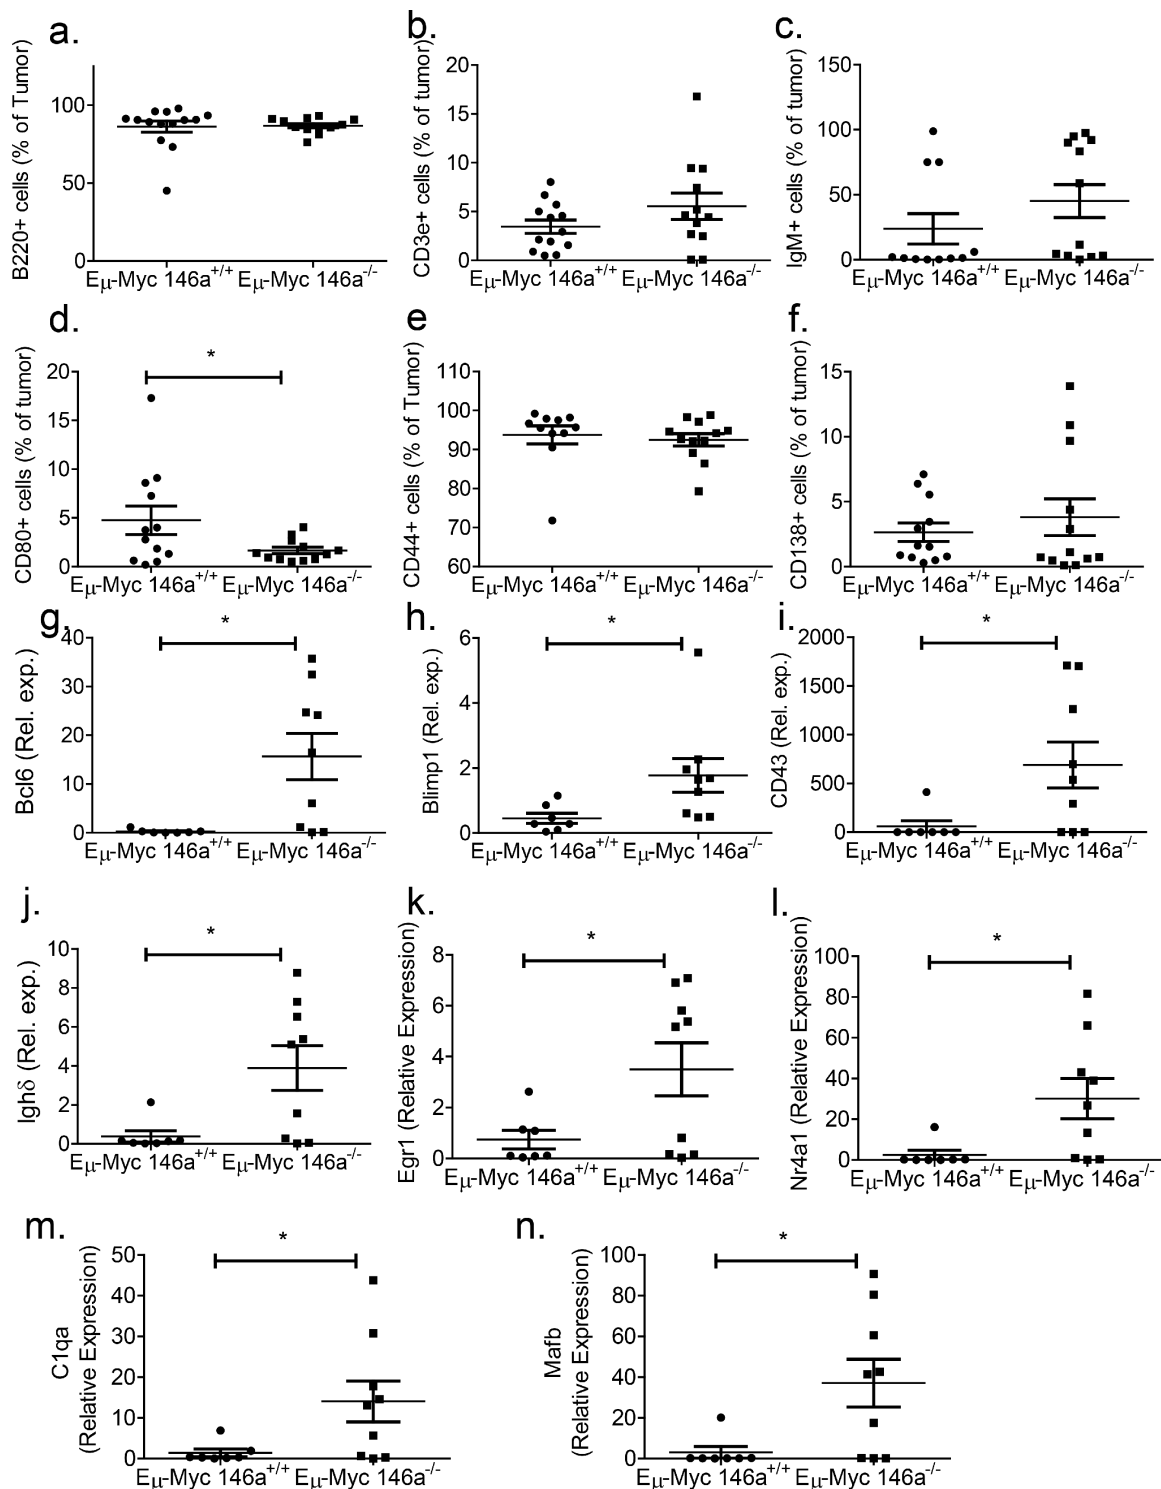 a.
B220+ cells (% of Tumor)
100
50
0
Eμ-Myc 146a+/+ Eμ-Myc 146a-/-
b.
CD3e+ cells (% of tumor)
20
15
10
5
0
Eμ-Myc 146a+/+ Eμ-Myc 146a-/-
c.
IgM+ cells (% of tumor)
150
100
50
0
Eμ-Myc 146a+/+ Eμ-Myc 146a-/-
d.
CD80+ cells (% of tumor)
20
15
10
5
0
*
Eμ-Myc 146a+/+ Eμ-Myc 146a-/-
e
CD44+ cells (% of Tumor)
110
100
90
80
70
60
Eμ-Myc 146a+/+ Eμ-Myc 146a-/-
f.
CD138+ cells (% of tumor)
15
10
5
0
Eμ-Myc 146a+/+ Eμ-Myc 146a-/-
g.
Bcl6 (Rel. exp.)
40
30
20
10
0
*
Eμ-Myc 146a+/+ Eμ-Myc 146a-/-
h.
Blimp1 (Rel. exp.)
6
4
2
0
*
Eμ-Myc 146a+/+ Eμ-Myc 146a-/-
i.
CD43 (Rel. exp.)
2000
1500
1000
500
0
*
Eμ-Myc 146a+/+ Eμ-Myc 146a-/-
j.
Ighδ (Rel. exp.)
10
8
6
4
2
0
*
Eμ-Myc 146a+/+ Eμ-Myc 146a-/-
k.
Egr1 (Relative Expression)
8
6
4
2
0
*
Eμ-Myc 146a+/+ Eμ-Myc 146a-/-
l.
Nr4a1 (Relative Expression)
100
80
60
40
20
0
*
Eμ-Myc 146a+/+ Eμ-Myc 146a-/-
m.
C1qa
(Relative Expression)
50
40
30
20
10
0
*
Eμ-Myc 146a+/+ Eμ-Myc 146a-/-
n.
Mafb
(Relative Expression)
100
80
60
40
20
0
*
Eμ-Myc 146a+/+ Eμ-Myc 146a-/-